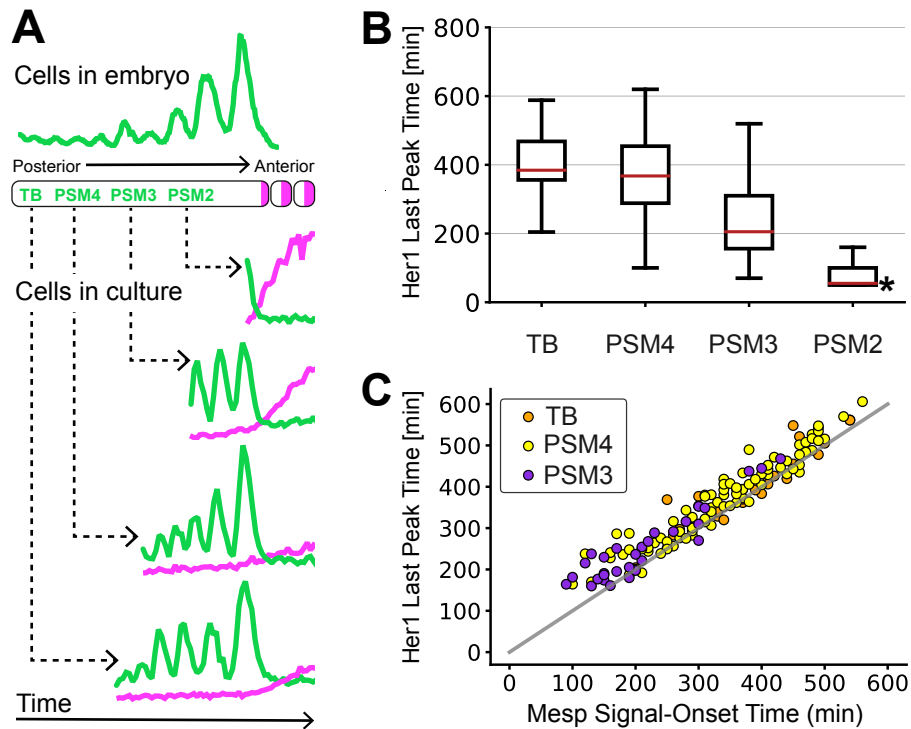 A
Cells in embryo
Posterior Anterior
TB PSM4 PSM3 PSM2
Cells in culture
Time
B
Her1 Last Peak Time [min]
800
600
400
200
0
*
TB PSM4 PSM3 PSM2
C
Her1 Last Peak Time [min]
600
500
400
300
200
100
0
TB
PSM4
PSM3
0 100 200 300 400 500 600
Mesp Signal-Onset Time (min)